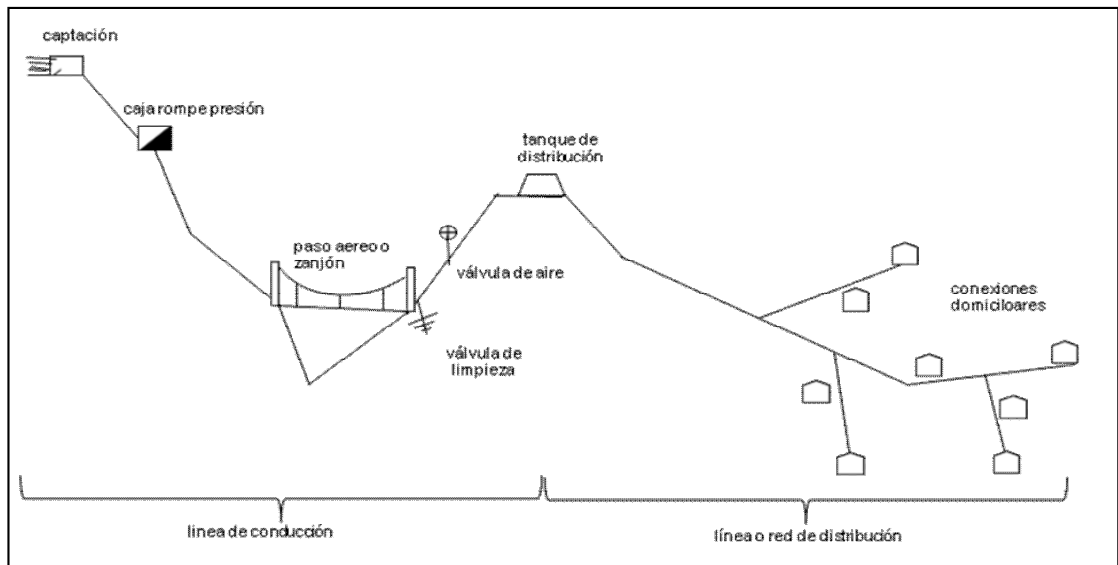 captación
caja rompe presión
tanque de
distribución
paso aereo o
zanjón
válvula de aire
válvula de
limpieza
conexiones
domiciloares
linea de conducción
línea o red de distribución